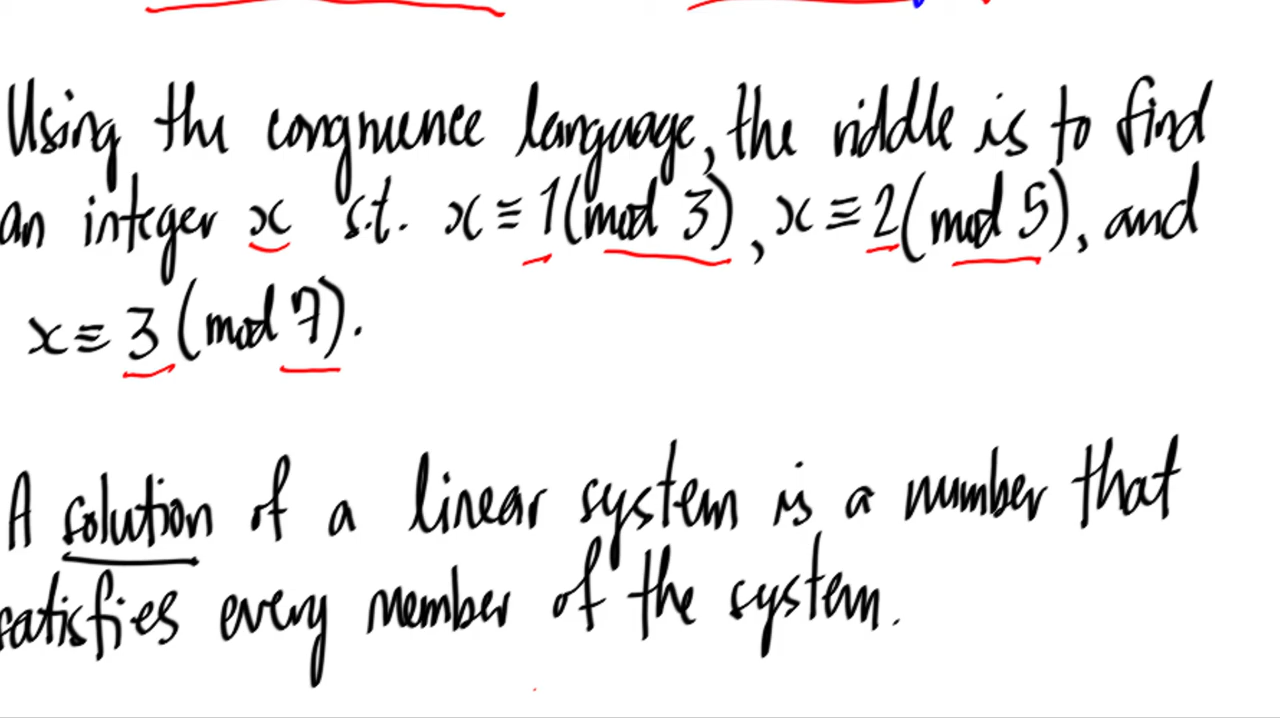 Using the congruence language, the riddle is to find
an integer x s.t. x ≡ 1 (mod 3), x ≡ 2 (mod 5), and
x ≡ 3 (mod 7).
A solution of a linear system is a number that
satisfies every member of the system.